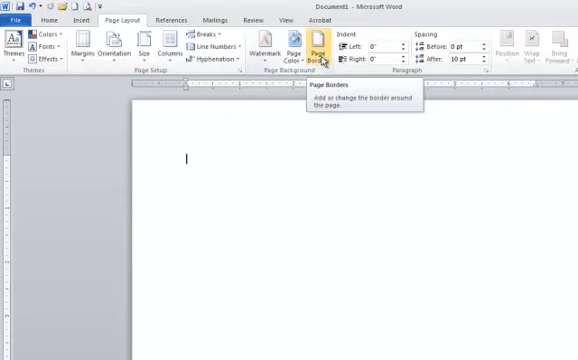 Document1 - Microsoft Word
File Home Insert Page Layout References Mailings Review View Acrobat
Themes Colors Fonts Effects
Themes
Margins Orientation Size Columns Breaks Line Numbers Hyphenation
Page Setup
Watermark Page Color Page Borders
Page Background
Indent
Left: 0"
Right: 0"
Spacing
Before: 0 pt
After: 10 pt
Paragraph
Position Wrap Text Bring Forward
Page Borders
Add or change the border around
the page.